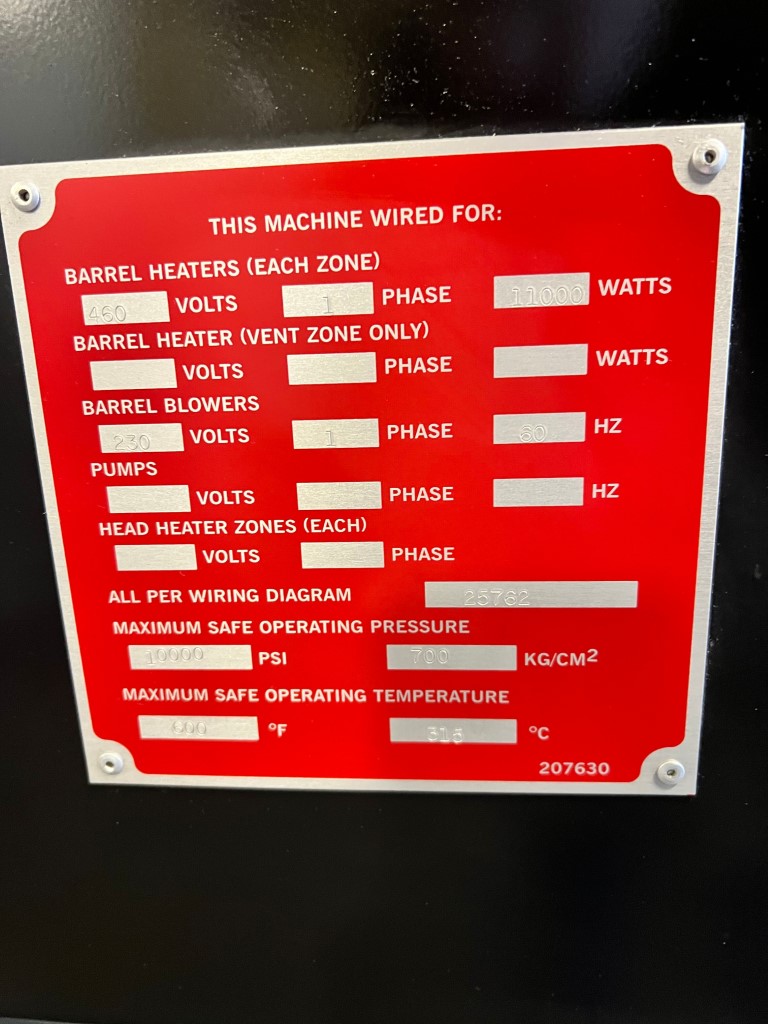 THIS MACHINE WIRED FOR:
BARREL HEATERS (EACH ZONE)
460 VOLTS 1 PHASE 11000 WATTS
BARREL HEATER (VENT ZONE ONLY)
VOLTS PHASE WATTS
BARREL BLOWERS
230 VOLTS 1 PHASE 60 HZ
PUMPS
VOLTS PHASE HZ
HEAD HEATER ZONES (EACH)
VOLTS PHASE
ALL PER WIRING DIAGRAM 25762
MAXIMUM SAFE OPERATING PRESSURE
10000 PSI 700 KG/CM²
MAXIMUM SAFE OPERATING TEMPERATURE
600 °F 315 °C
207630